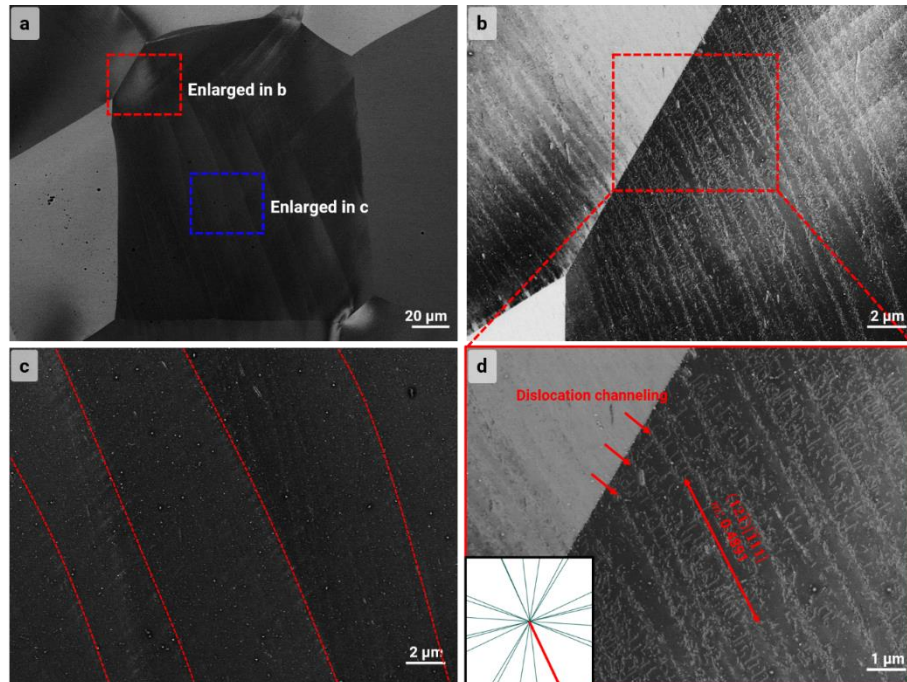 a
Enlarged in b
Enlarged in c
20 μm
b
2 μm
c
2 μm
d
Dislocation channeling
1 μm